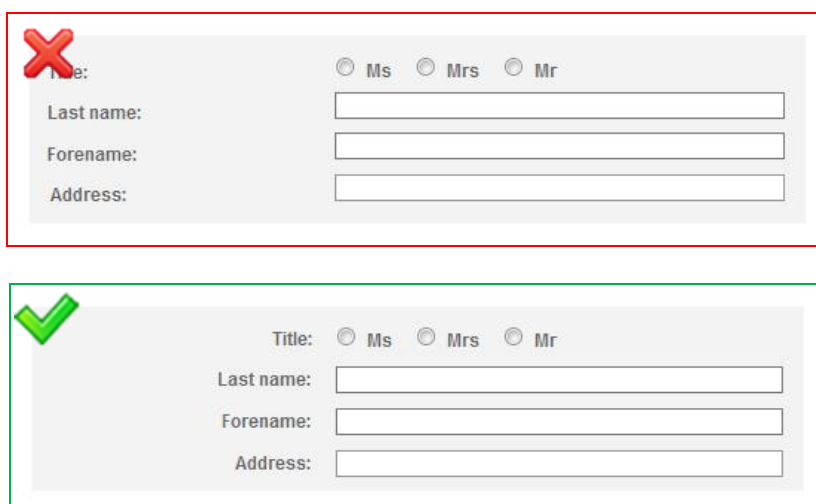 Ms Mrs Mr
Last name:
Forename:
Address:
Title: Ms Mrs Mr
Last name:
Forename:
Address: